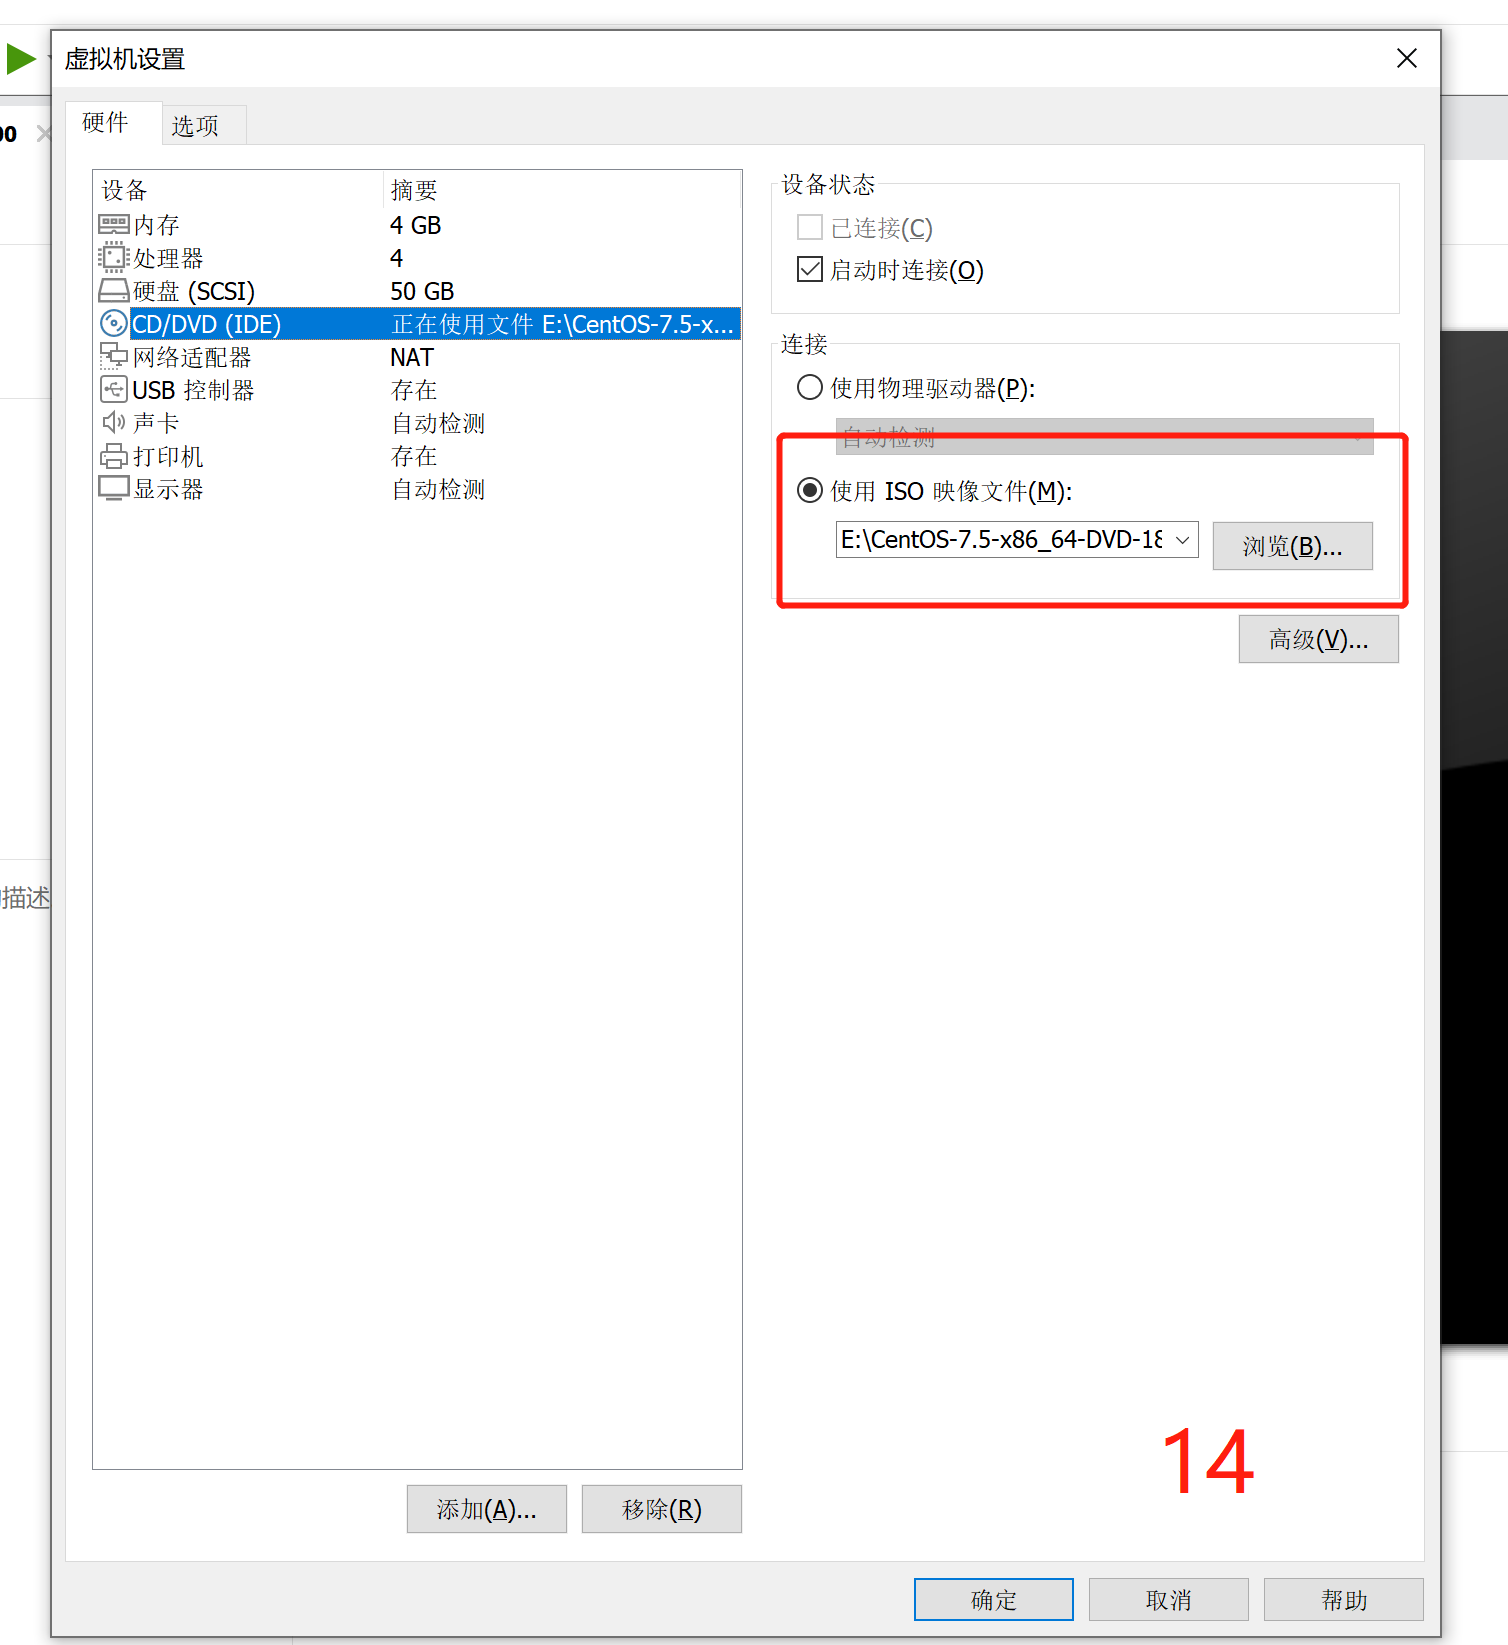 虚拟机设置
00
硬件 选项
设备 摘要
内存 4 GB
处理器 4
硬盘 (SCSI) 50 GB
CD/DVD (IDE) 正在使用文件 E:\CentOS-7.5-x...
网络适配器 NAT
USB 控制器 存在
声卡 自动检测
打印机 存在
显示器 自动检测
设备状态
已连接(C)
启动时连接(O)
连接
使用物理驱动器(P):
自动检测
使用 ISO 映像文件(M):
E:\CentOS-7.5-x86_64-DVD-18
浏览(B)...
高级(V)...
描述
14
添加(A)... 移除(R)
确定 取消 帮助